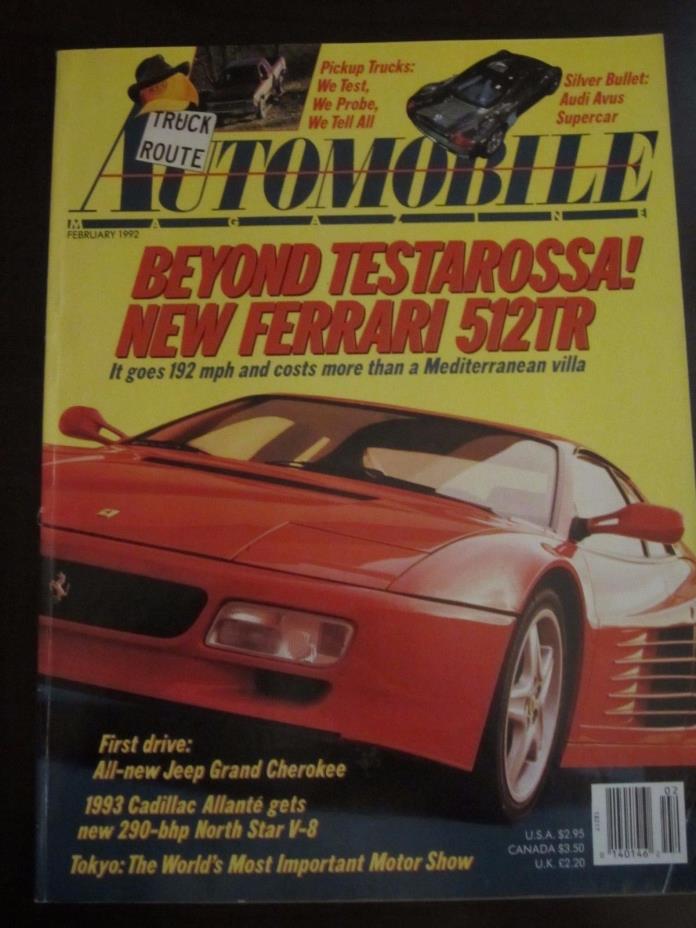 Pickup Trucks:
We Test,
We Probe,
We Tell All
Silver Bullet:
Audi Avus
Supercar
TRUCK
ROUTE
AUTOMOBILE
MAGAZINE
FEBRUARY 1992
BEYOND TESTAROSSA!
NEW FERRARI 512TR
It goes 192 mph and costs more than a Mediterranean villa
First drive:
All-new Jeep Grand Cherokee
1993 Cadillac Allanté gets
new 290-bhp North Star V-8
Tokyo: The World's Most Important Motor Show
U.S.A. $2.95
CANADA $3.50
U.K. £2.20
02